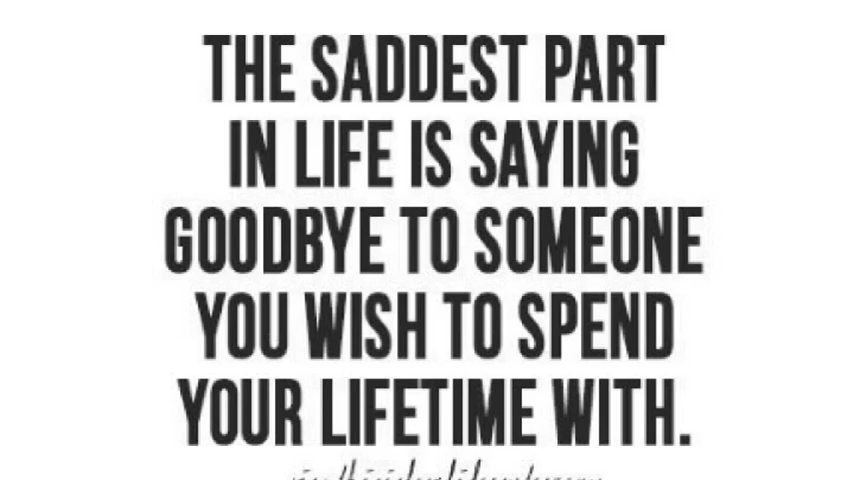 THE SADDEST PART
IN LIFE IS SAYING
GOODBYE TO SOMEONE
YOU WISH TO SPEND
YOUR LIFETIME WITH.